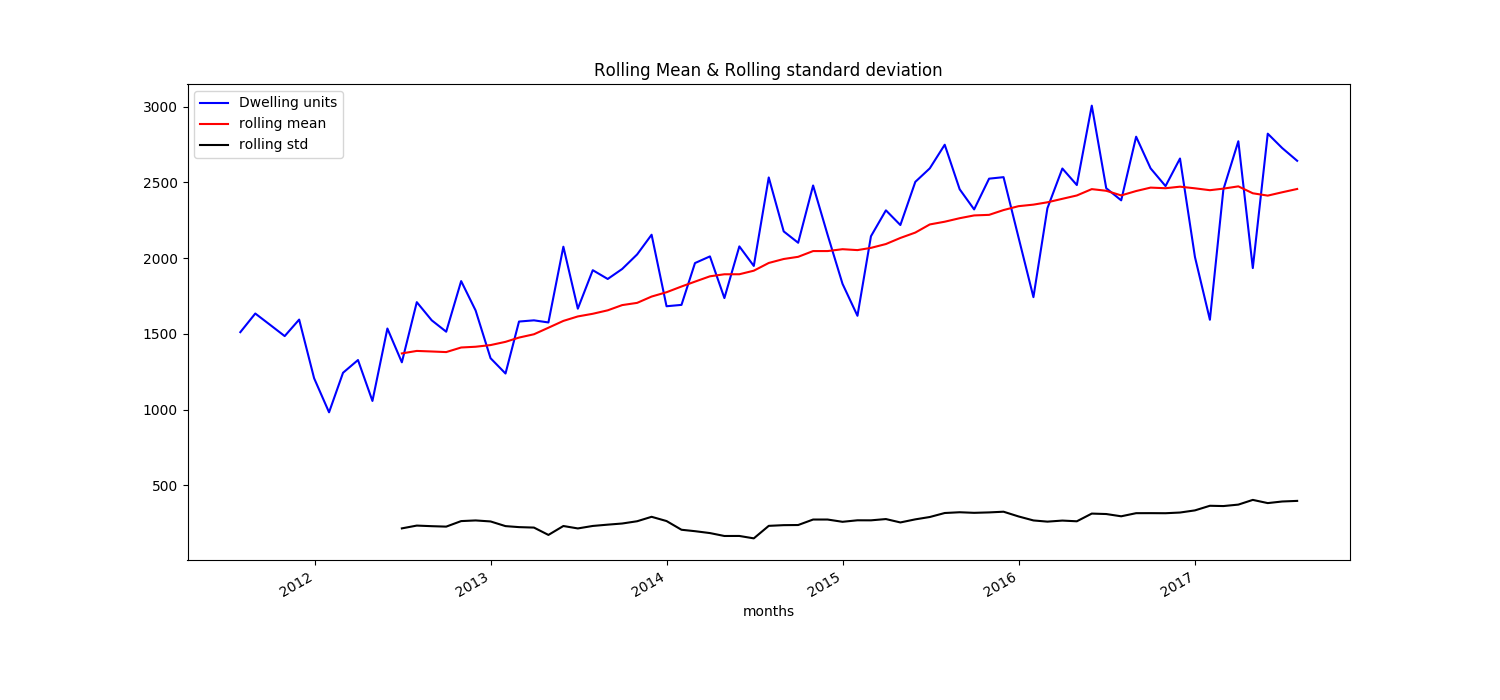 Rolling Mean & Rolling standard deviation
Dwelling units
rolling mean
rolling std
3000
2500
2000
1500
1000
500
2012
2013
2014
2015
2016
2017
months